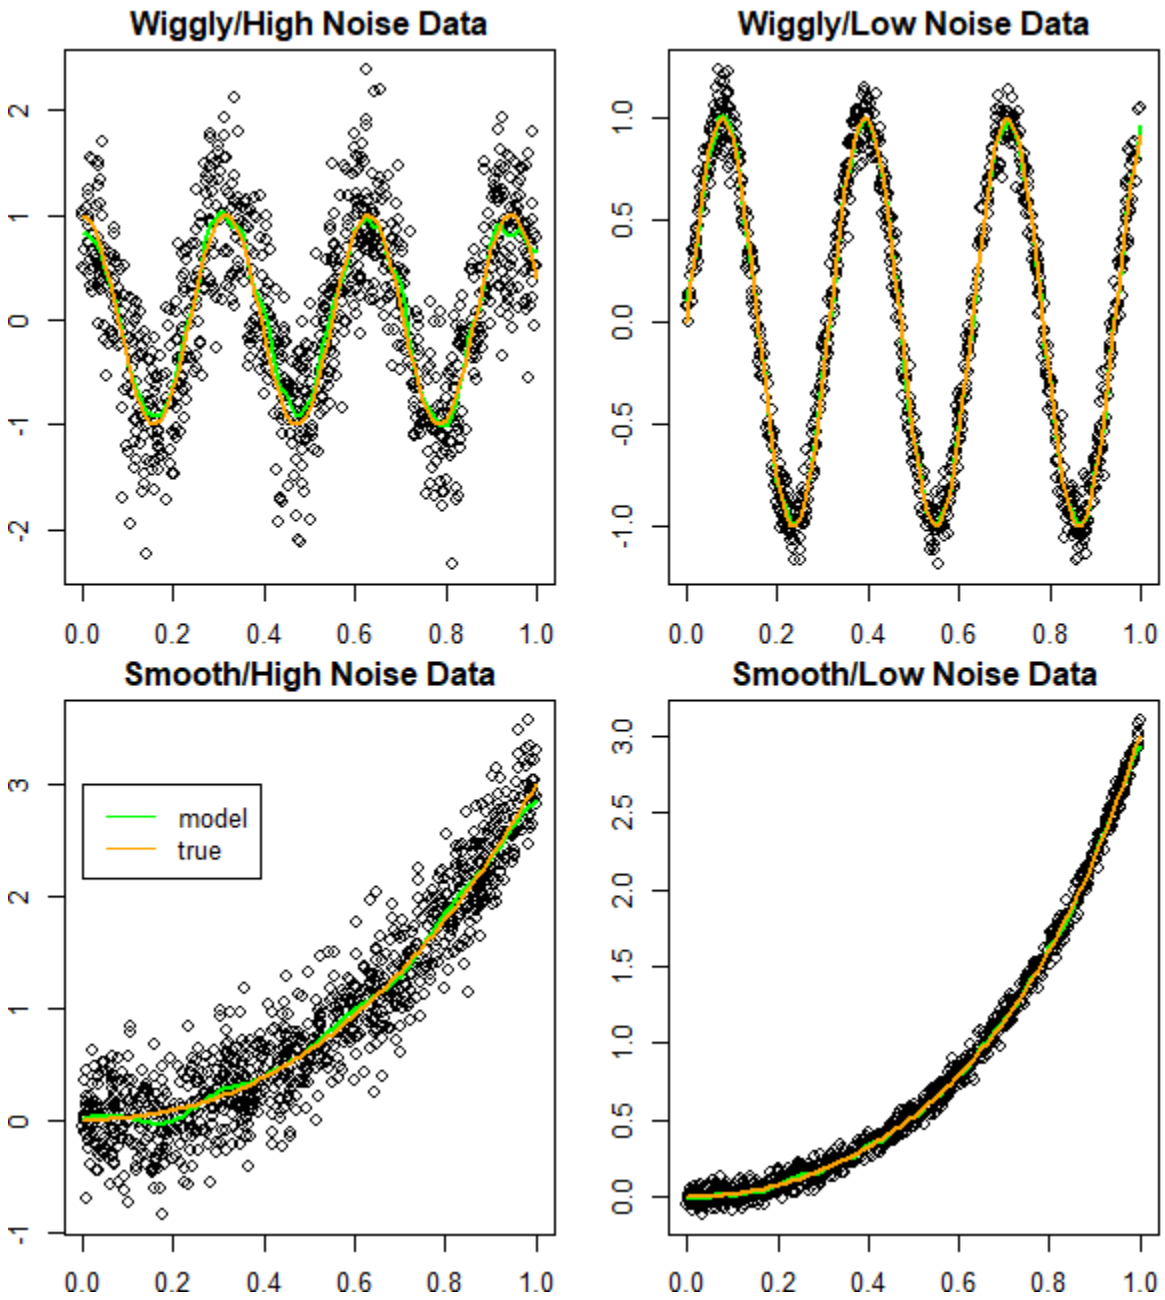 Wiggly/High Noise Data
2
1
0
-1
-2
0.0 0.2 0.4 0.6 0.8 1.0
Wiggly/Low Noise Data
1.0
0.5
0.0
-0.5
-1.0
0.0 0.2 0.4 0.6 0.8 1.0
Smooth/High Noise Data
3
2
1
0
-1
model
true
0.0 0.2 0.4 0.6 0.8 1.0
Smooth/Low Noise Data
3.0
2.5
2.0
1.5
1.0
0.5
0.0
0.0 0.2 0.4 0.6 0.8 1.0